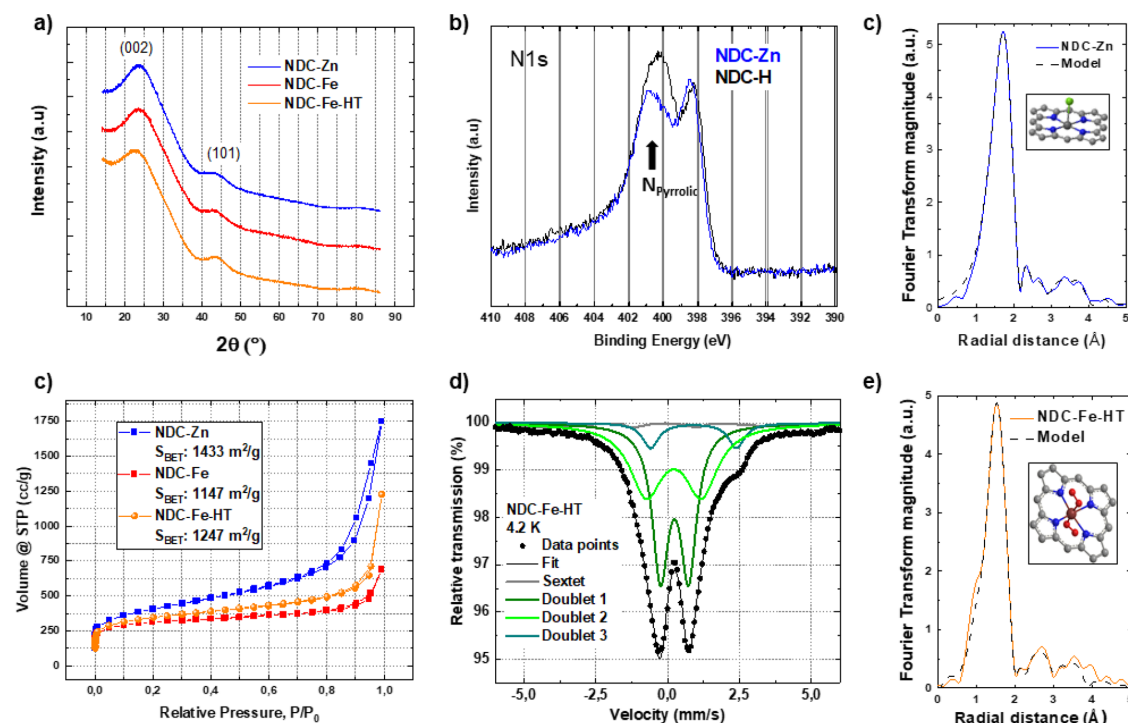 a)
(002)
(101)
NDC-Zn
NDC-Fe
NDC-Fe-HT
Intensity (a.u)
10 20 30 40 50 60 70 80 90
2θ (°)
b)
N1s
NDC-Zn
NDC-H
NPyrrolic
Intensity (a.u)
410 408 406 404 402 400 398 396 394 392 390
Binding Energy (eV)
c)
NDC-Zn
Model
Fourier Transform magnitude (a.u.)
5
4
3
2
1
0
0 1 2 3 4 5
Radial distance (Å)
c)
NDC-Zn
SBET: 1433 m²/g
NDC-Fe
SBET: 1147 m²/g
NDC-Fe-HT
SBET: 1247 m²/g
Volume @ STP (cc/g)
1750
1500
1250
1000
750
500
250
0
0,0 0,2 0,4 0,6 0,8 1,0
Relative Pressure, P/P0
d)
NDC-Fe-HT
4.2 K
Data points
Fit
Sextet
Doublet 1
Doublet 2
Doublet 3
Relative transmission (%)
100
99
98
97
96
95
-5,0 -2,5 0,0 2,5 5,0
Velocity (mm/s)
e)
NDC-Fe-HT
Model
Fourier Transform magnitude (a.u.)
5
4
3
2
1
0
0 1 2 3 4 5
Radial distance (Å)